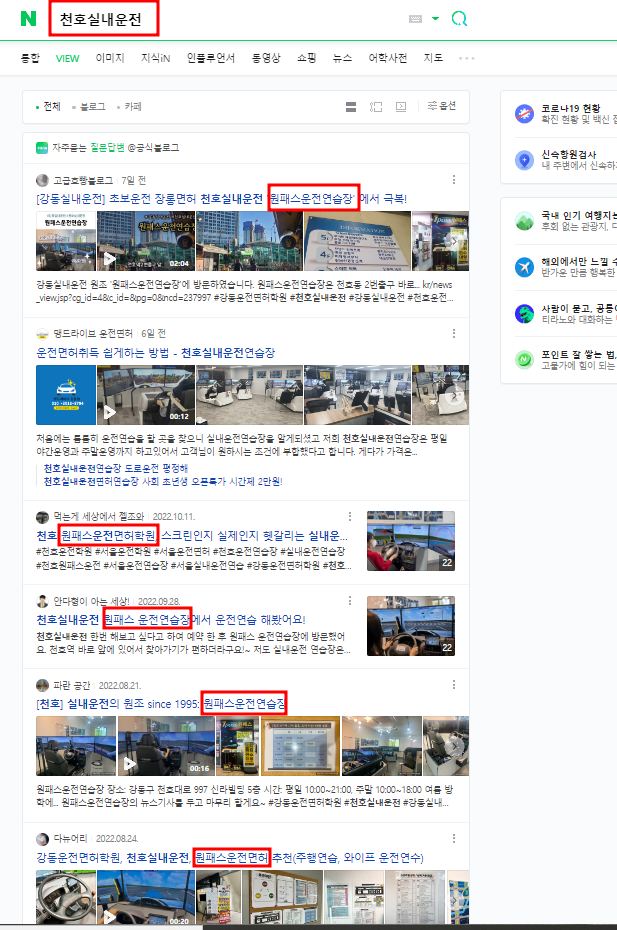 N 천호실내운전
통합 VIEW 이미지 지식iN 인플루언서 동영상 쇼핑 뉴스 어학사전 지도
전체 블로그 카페 옵션
자주묻는 질문답변 @공식블로그
고급호빵블로그 · 7일 전
[강동실내운전] 초보운전 장롱면허 천호실내운전 '원패스운전연습장' 에서 극복!
02:04
강동실내운전 원조 '원패스운전연습장'에 방문하였습니다. 원패스운전연습장은 천호동 2번출구 바로... kr/news
_view.jsp?cg_id=4&c_id=&pg=0&ncd=237997 #강동운전면허학원 #천호실내운전 #강동실내운전 #천호운전...
땡드라이브 운전면허 · 6일 전
운전면허취득 쉽게하는 방법 - 천호실내운전연습장
00:12
처음에는 틈틈히 운전연습을 할 곳을 찾으니 실내운전연습장을 알게되셨고 저희 천호실내운전연습장은 평일
야간운영과 주말운영까지 하고있어서 고객님이 원하시는 조건에 부합했다고 합니다. 게다가 가격은...
천호실내운전연습장 도로운전 평정해
천호실내운전면허연습장 사회 초년생 오픈특가 시간제 2만원!
먹는게 세상에서 젤조와 · 2022.10.11.
천호 원패스운전면허학원 스크린인지 실제인지 헷갈리는 실내운...
#천호운전학원 #서울운전학원 #서울운전면허 #천호운전연습장 #실내운전연습장
#천호원패스운전 #서울운전연습장 #서울실내운전연습 #강동운전면허학원 #천호...
22
안다형이 아는 세상! · 2022.09.28.
천호실내운전 원패스 운전연습장에서 운전연습 해봤어요!
천호실내운전 한번 해보고 싶다고 하여 예약 한 후 원패스 운전연습장에 방문했어
요. 천호역 바로 앞에 있어서 찾아가기가 편하더라구요!~ 저도 실내운전 연습장은...
22
파란 공간 · 2022.08.21.
[천호] 실내운전의 원조 since 1995: 원패스운전연습장
00:16
원패스운전연습장 장소: 강동구 천호대로 997 신라빌딩 5층 시간: 평일 10:00~21:00, 주말 10:00~18:00 여름 방
학에.. 원패스운전연습장의 뉴스기사를 두고 마무리 할게요~ #강동운전면허학원 #천호실내운전 #강동실내...
다뉴어리 · 2022.08.24.
강동운전면허학원, 천호실내운전, 원패스운전면허 추천(주행연습, 와이프 운전연수)
00:20
코로나19 현황
확진 현황 및 백신 접
신속항원검사
내 주변에서 신속하
국내 인기 여행지는
후회 없는 관광지, 
해외에서만 느낄 수
반가운 만큼 행복한
사람이 묻고, 공룡이
티라노와 대화하는
포인트 잘 쌓는 법,
고물가에 힘이 되는